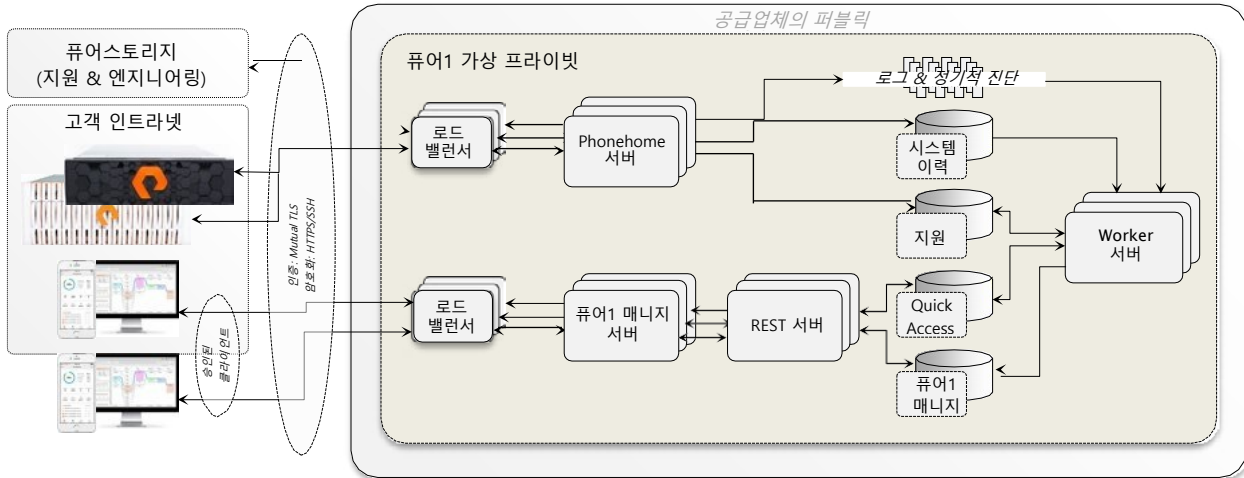 공급업체의 퍼블릭
퓨어스토리지
(지원 & 엔지니어링)
고객 인트라넷
승인된
클라이언트
인증: Mutual TLS
암호화: HTTPS/SSH
퓨어1 가상 프라이빗
로드
밸런서
Phonehome
서버
로그 & 정기적 진단
시스템
이력
지원
Worker
서버
로드
밸런서
퓨어1 매니지
서버
REST 서버
Quick
Access
퓨어1
매니지